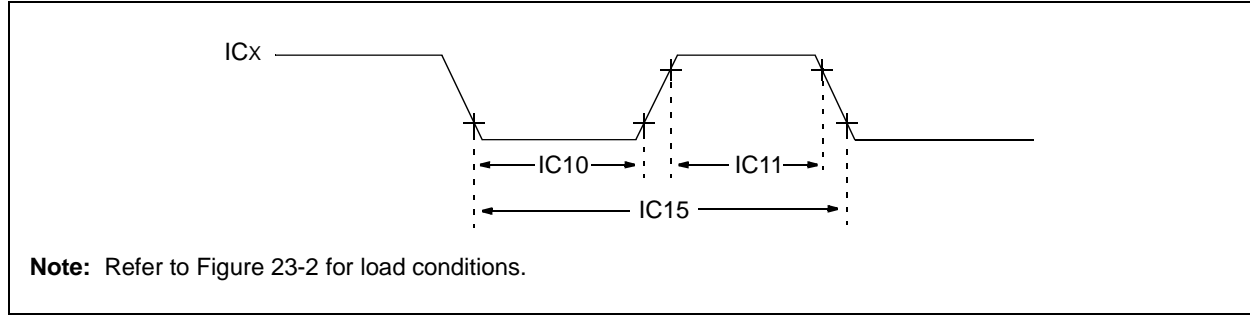 ICx
IC10
IC11
IC15
Note: Refer to Figure 23-2 for load conditions.